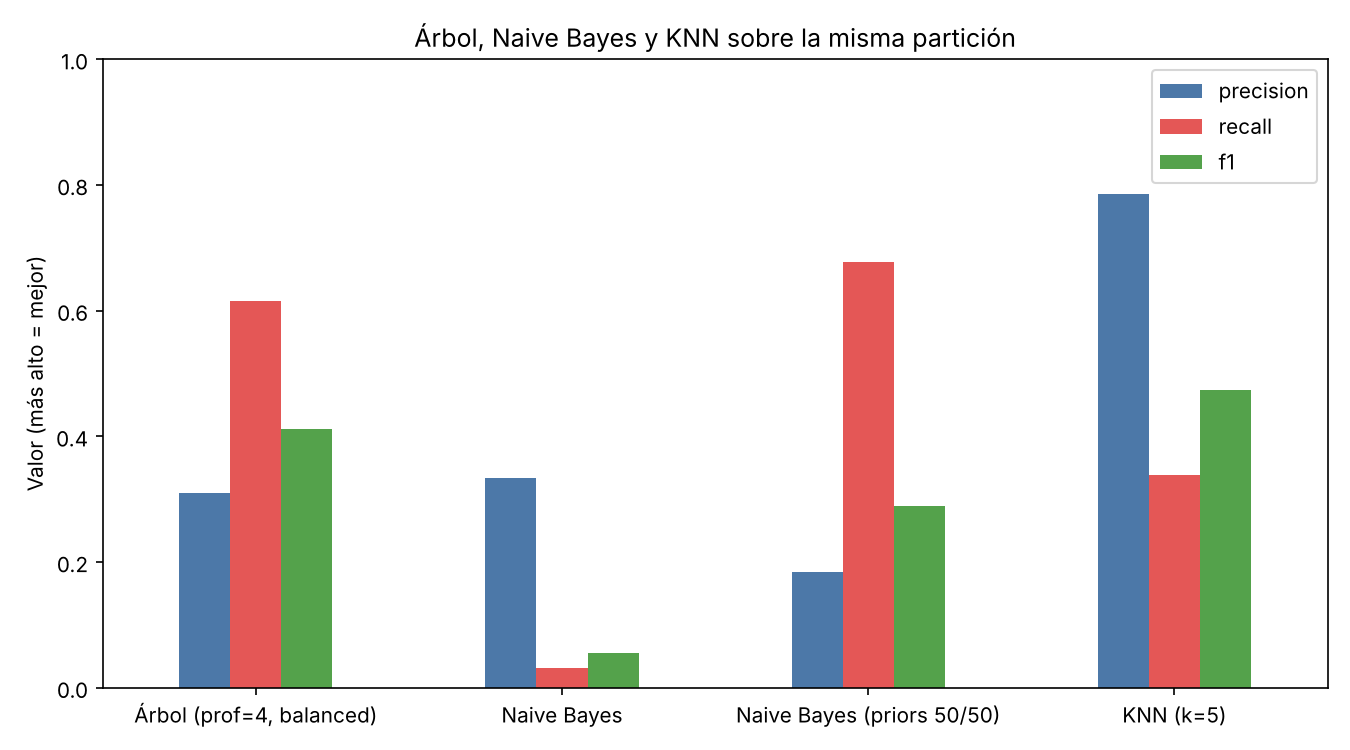 Árbol, Naive Bayes y KNN sobre la misma partición
precision
recall
f1
Valor (más alto = mejor)
1.0
0.8
0.6
0.4
0.2
0.0
Árbol (prof=4, balanced)
Naive Bayes
Naive Bayes (priors 50/50)
KNN (k=5)